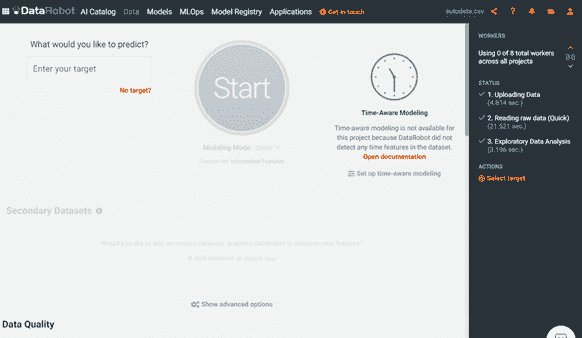 DataRobot AI Catalog Data Models MLOps Model Registry Applications Get in touch autodata.csv
What would you like to predict?
Enter your target
No target?
Start
Modeling Mode: Quick
Feature list: Informative Features
Time-Aware Modeling
Time-aware modeling is not available for
this project because DataRobot did not
detect any time features in the dataset.
Open documentation
Set up time-aware modeling
Secondary Datasets
Would you like to add secondary datasets, enabling DataRobot to discover new features?
+ Add datasets
Show advanced options
Data Quality
WORKERS
Using 0 of 8 total workers
across all projects
STATUS
1. Uploading Data
(4.814 sec.)
2. Reading raw data (Quick)
(21.521 sec.)
3. Exploratory Data Analysis
(3.196 sec.)
ACTIONS
Select target